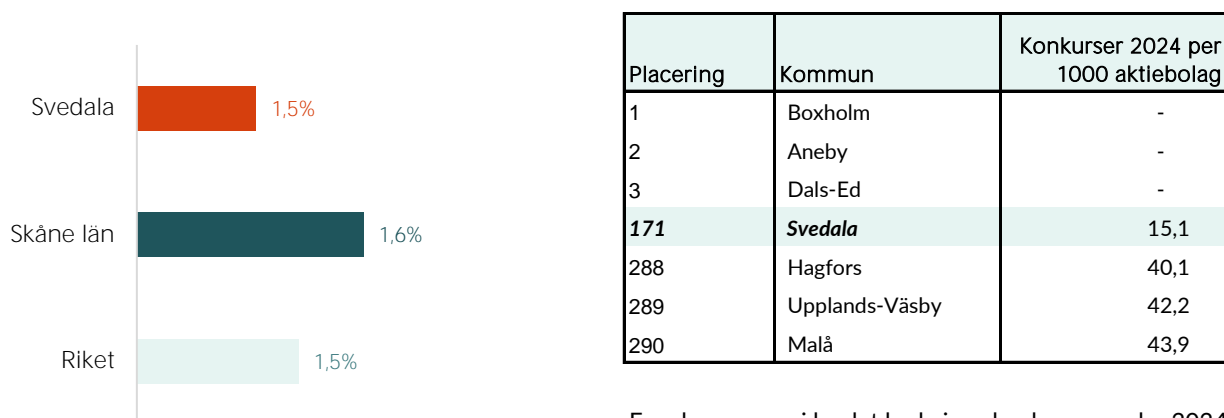 Svedala 1,5%
Skåne län 1,6%
Riket 1,5%
Placering Kommun Konkurser 2024 per
1000 aktiebolag
1 Boxholm -
2 Aneby -
3 Dals-Ed -
171 Svedala 15,1
288 Hagfors 40,1
289 Upplands-Väsby 42,2
290 Malå 43,9